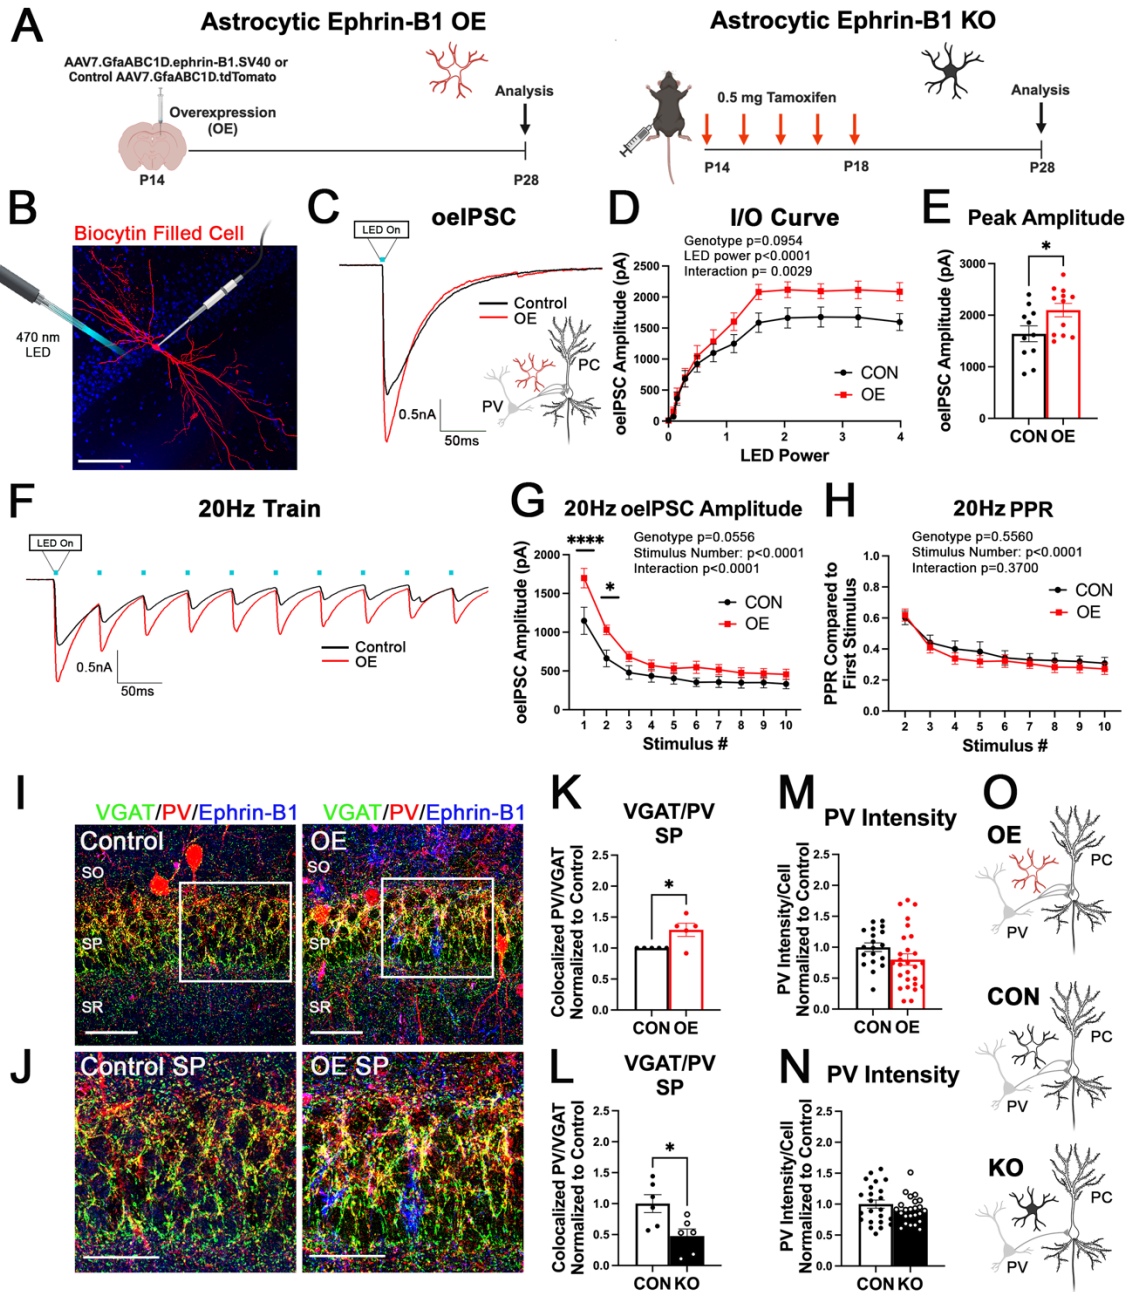 A
Astrocytic Ephrin-B1 OE
AAV7.GfaABC1D.ephrin-B1.SV40 or
Control AAV7.GfaABC1D.tdTomato
Overexpression
(OE)
Analysis
P14
P28
Astrocytic Ephrin-B1 KO
0.5 mg Tamoxifen
Analysis
P14
P18
P28
B
Biocytin Filled Cell
470 nm
LED
C
oeIPSC
LED On
Control
OE
PC
PV
0.5nA
50ms
D
I/O Curve
Genotype p=0.0954
LED power p<0.0001
Interaction p= 0.0029
oeIPSC Amplitude (pA)
2500
2000
1500
1000
500
0
0
1
2
3
4
LED Power
CON
OE
E
Peak Amplitude
*
oeIPSC Amplitude (pA)
3000
2000
1000
0
CON OE
F
20Hz Train
LED On
Control
OE
0.5nA
50ms
G
20Hz oeIPSC Amplitude
Genotype p=0.0556
Stimulus Number: p<0.0001
Interaction p<0.0001
****
*
CON
OE
oeIPSC Amplitude (pA)
2000
1500
1000
500
0
1 2 3 4 5 6 7 8 9 10
Stimulus #
H
20Hz PPR
Genotype p=0.5560
Stimulus Number: p<0.0001
Interaction p=0.3700
CON
OE
PPR Compared to
First Stimulus
1.0
0.8
0.6
0.4
0.2
0.0
2 3 4 5 6 7 8 9 10
Stimulus #
I
VGAT/PV/Ephrin-B1
Control
SO
SP
SR
VGAT/PV/Ephrin-B1
OE
SO
SP
SR
J
Control SP
OE SP
K
VGAT/PV
SP
*
Colocalized PV/VGAT
Normalized to Control
2.5
2.0
1.5
1.0
0.5
0.0
CON OE
L
VGAT/PV
SP
*
Colocalized PV/VGAT
Normalized to Control
2.5
2.0
1.5
1.0
0.5
0.0
CON KO
M
PV Intensity
PV Intensity/Cell
Normalized to Control
2.5
2.0
1.5
1.0
0.5
0.0
CON OE
N
PV Intensity
PV Intensity/Cell
Normalized to Control
2.5
2.0
1.5
1.0
0.5
0.0
CON KO
O
OE
PC
PV
CON
PC
PV
KO
PC
PV